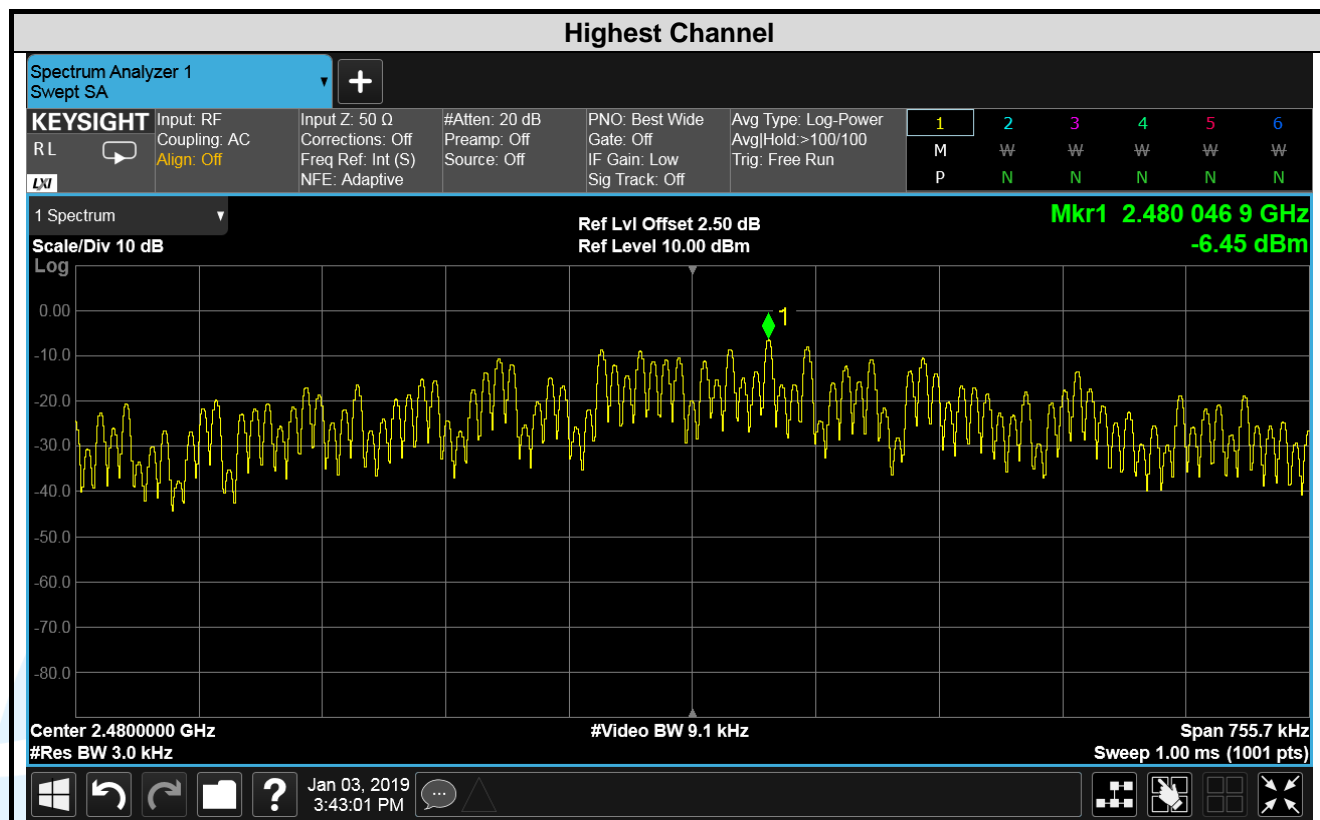 Highest Channel
Spectrum Analyzer 1
Swept SA
KEYSIGHT
R L
LXI
Input: RF
Coupling: AC
Align: Off
Input Z: 50 Ω
Corrections: Off
Freq Ref: Int (S)
NFE: Adaptive
#Atten: 20 dB
Preamp: Off
Source: Off
PNO: Best Wide
Gate: Off
IF Gain: Low
Sig Track: Off
Avg Type: Log-Power
Avg|Hold:>100/100
Trig: Free Run
1 2 3 4 5 6
M W W W W W
P N N N N N
1 Spectrum
Scale/Div 10 dB
Log
Ref Lvl Offset 2.50 dB
Ref Level 10.00 dBm
Mkr1 2.480 046 9 GHz
-6.45 dBm
1
0.00
-10.0
-20.0
-30.0
-40.0
-50.0
-60.0
-70.0
-80.0
Center 2.4800000 GHz
#Res BW 3.0 kHz
#Video BW 9.1 kHz
Span 755.7 kHz
Sweep 1.00 ms (1001 pts)
?
Jan 03, 2019
3:43:01 PM